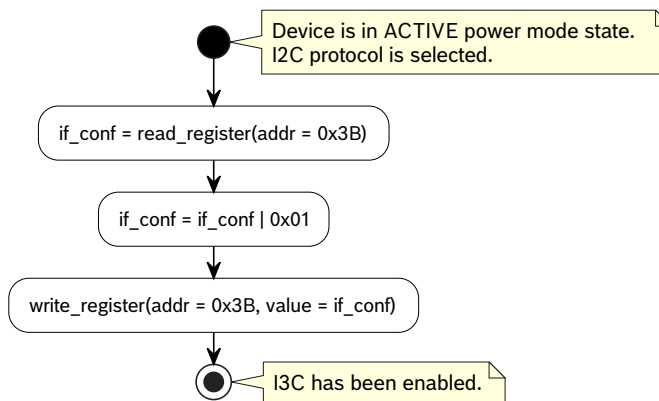 Device is in ACTIVE power mode state.
I2C protocol is selected.
if_conf = read_register(addr = 0x3B)
if_conf = if_conf | 0x01
write_register(addr = 0x3B, value = if_conf)
I3C has been enabled.